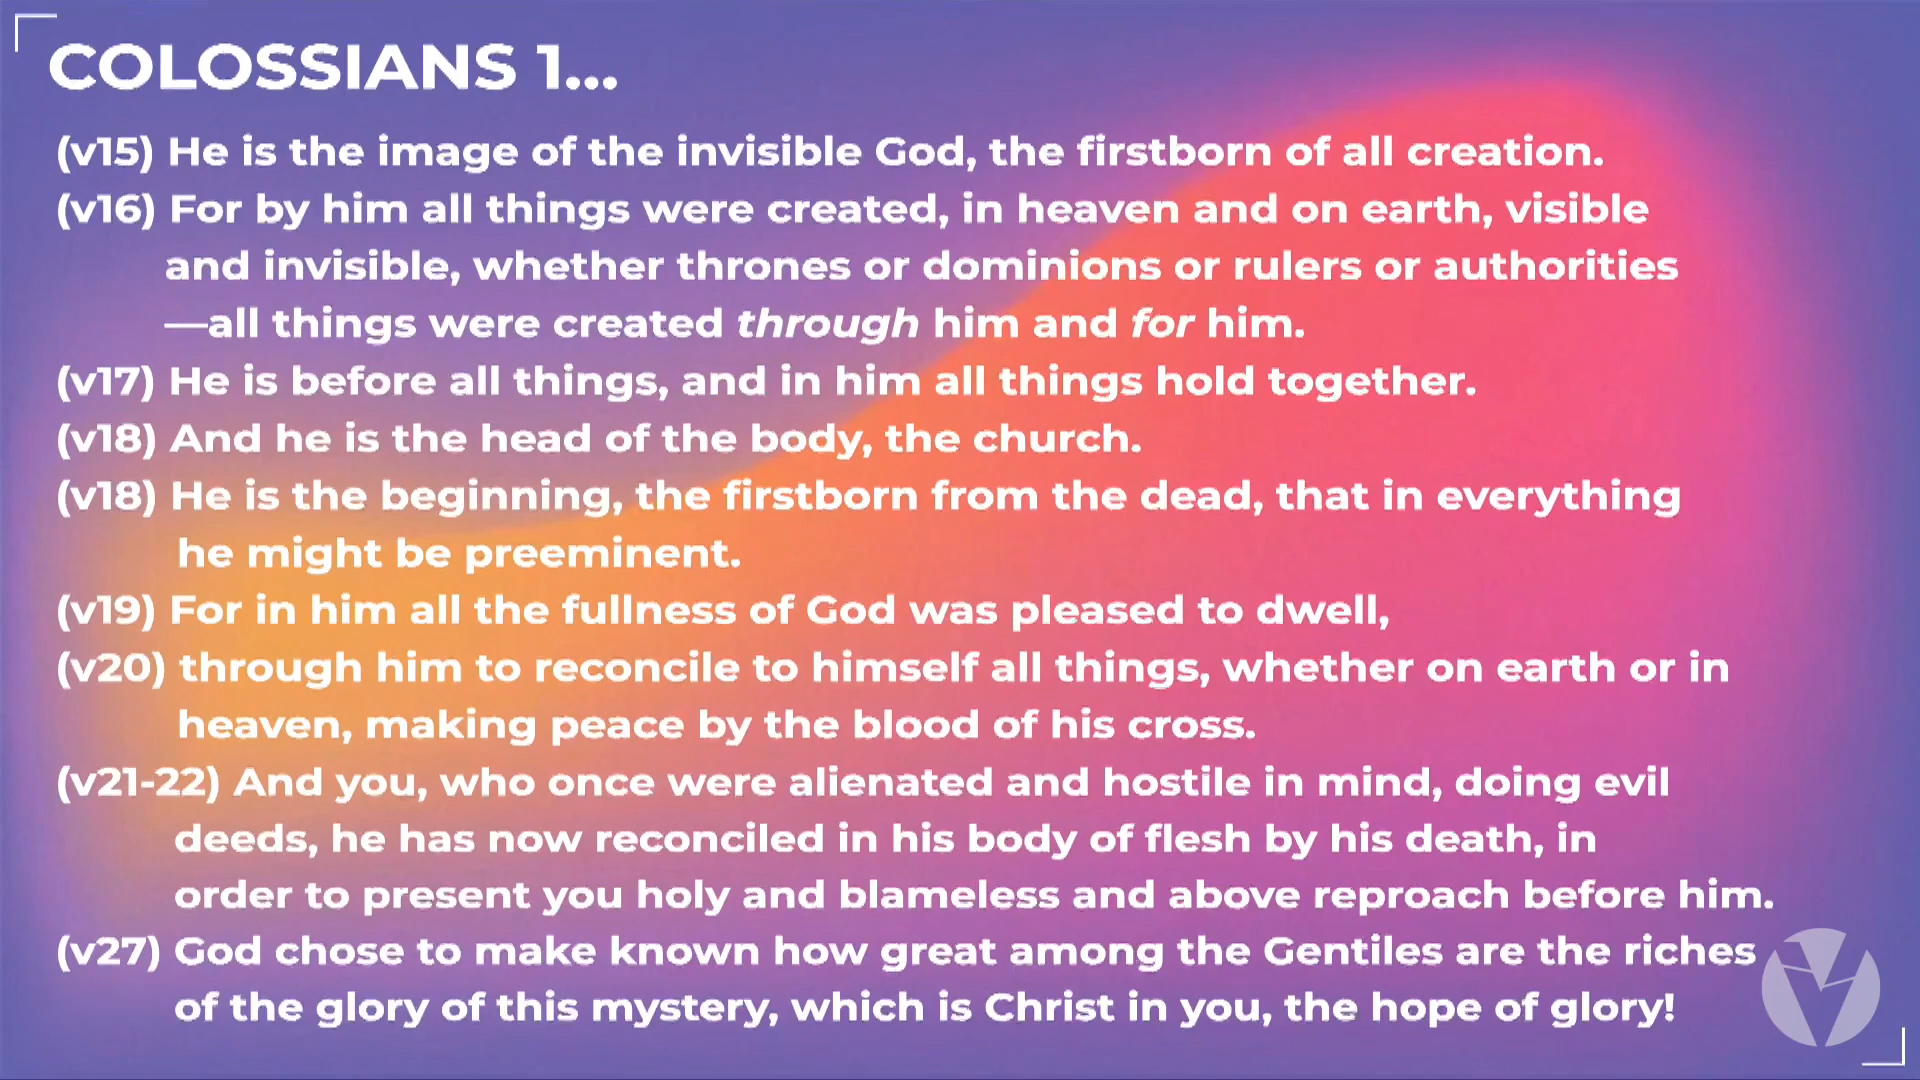 COLOSSIANS 1...
(v15) He is the image of the invisible God, the firstborn of all creation.
(v16) For by him all things were created, in heaven and on earth, visible
and invisible, whether thrones or dominions or rulers or authorities
—all things were created through him and for him.
(v17) He is before all things, and in him all things hold together.
(v18) And he is the head of the body, the church.
(v18) He is the beginning, the firstborn from the dead, that in everything
he might be preeminent.
(v19) For in him all the fullness of God was pleased to dwell,
(v20) through him to reconcile to himself all things, whether on earth or in
heaven, making peace by the blood of his cross.
(v21-22) And you, who once were alienated and hostile in mind, doing evil
deeds, he has now reconciled in his body of flesh by his death, in
order to present you holy and blameless and above reproach before him.
(v27) God chose to make known how great among the Gentiles are the riches
of the glory of this mystery, which is Christ in you, the hope of glory!